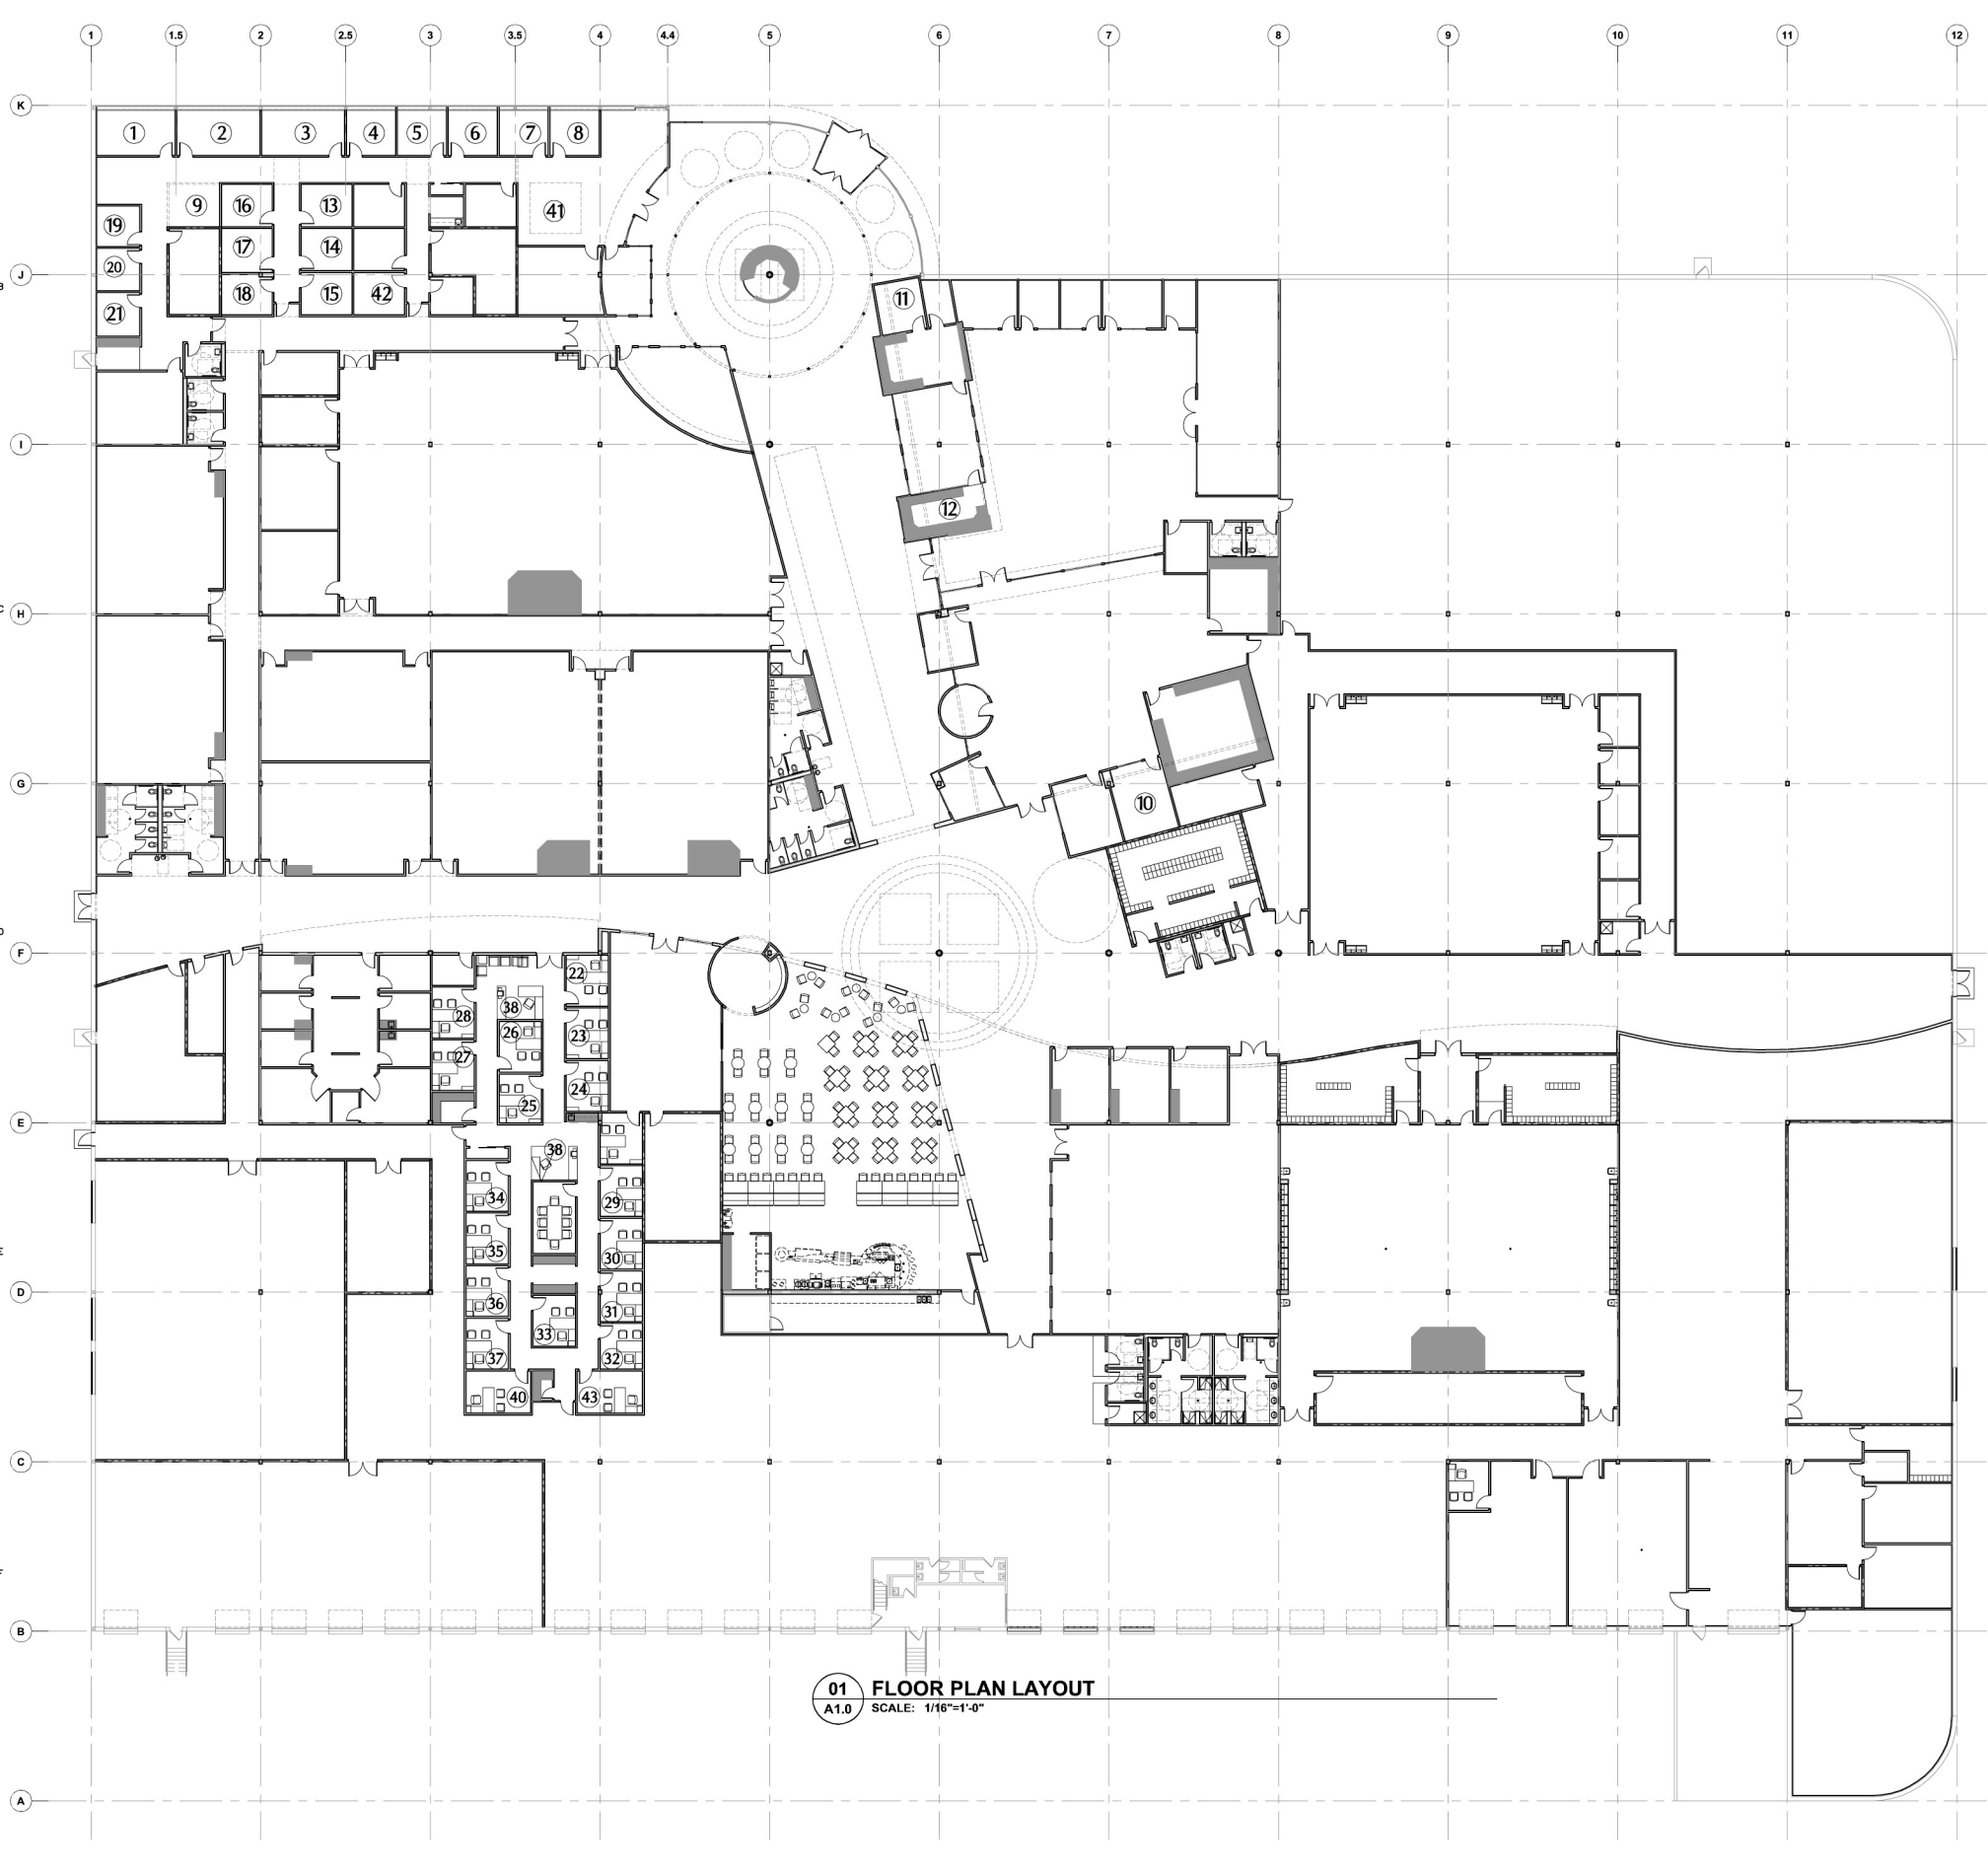 1 1.5 2 2.5 3 3.5 4 4.4 5 6 7 8 9 10 11 12
K
1 2 3 4 5 6 7 8
9 16 13 41
19
17 14
20
J
18 15 42
21
11
I
12
H
G
10
F
22
38
28 26 23
27
24
25
E
38
34 29
35 30
36 31
33
37 32
40 43
D
C
B
A
01 FLOOR PLAN LAYOUT
A1.0 SCALE: 1/16"=1'-0"